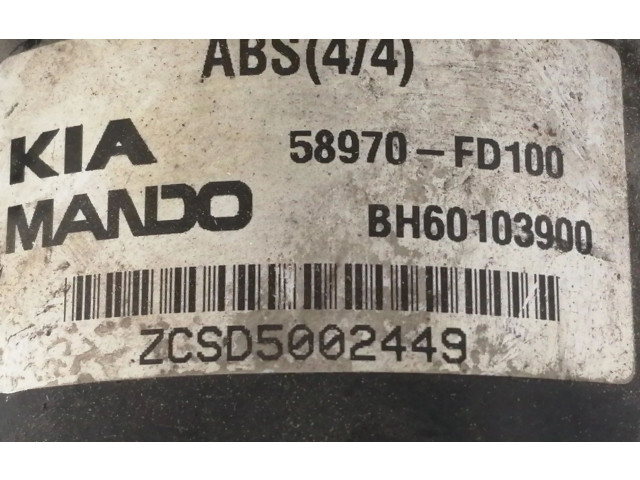 ABS(4/4)
KIA 58970-FD100
MANDO BH60103900
ZCSD5002449